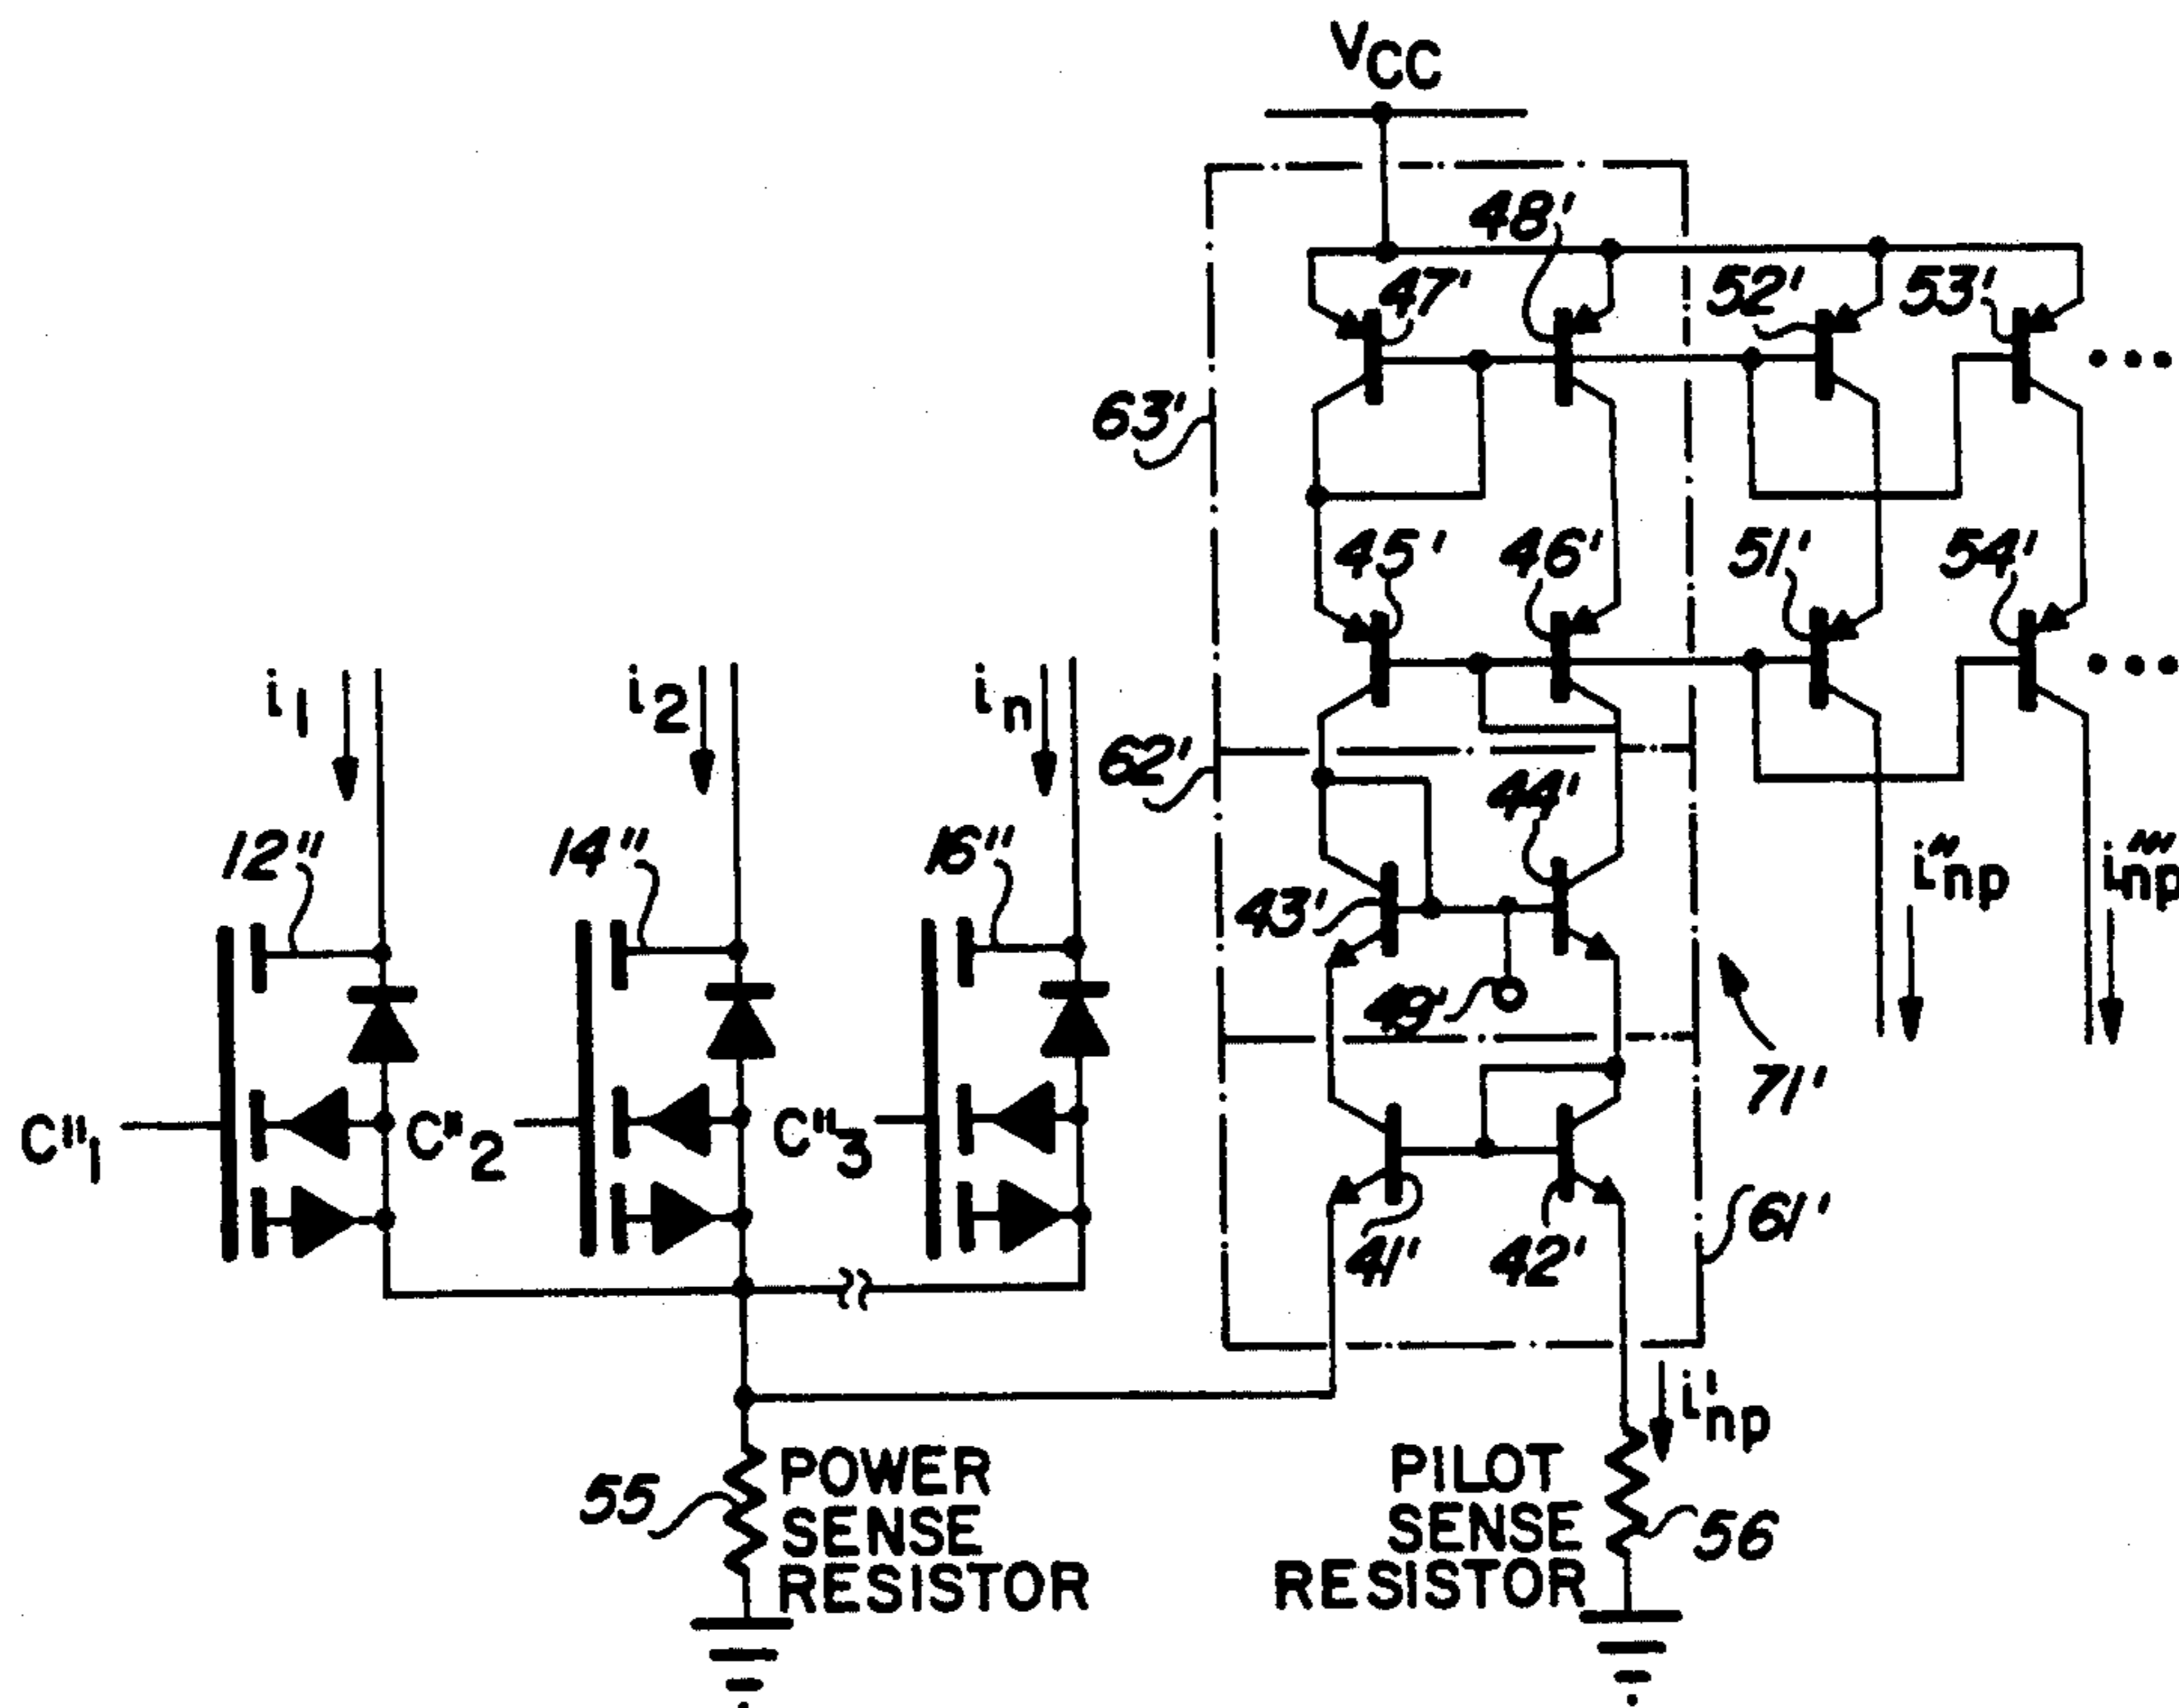 VCC
48'
47'
52'
53'
63'
45'
46'
51'
54'
i1
i2
in
62'
44'
12"
14"
16"
43'
i"np
i'''np
49'
71'
C"1
C"2
C"3
41'
42'
61'
i'np
55
POWER
SENSE
RESISTOR
PILOT
SENSE
RESISTOR
56